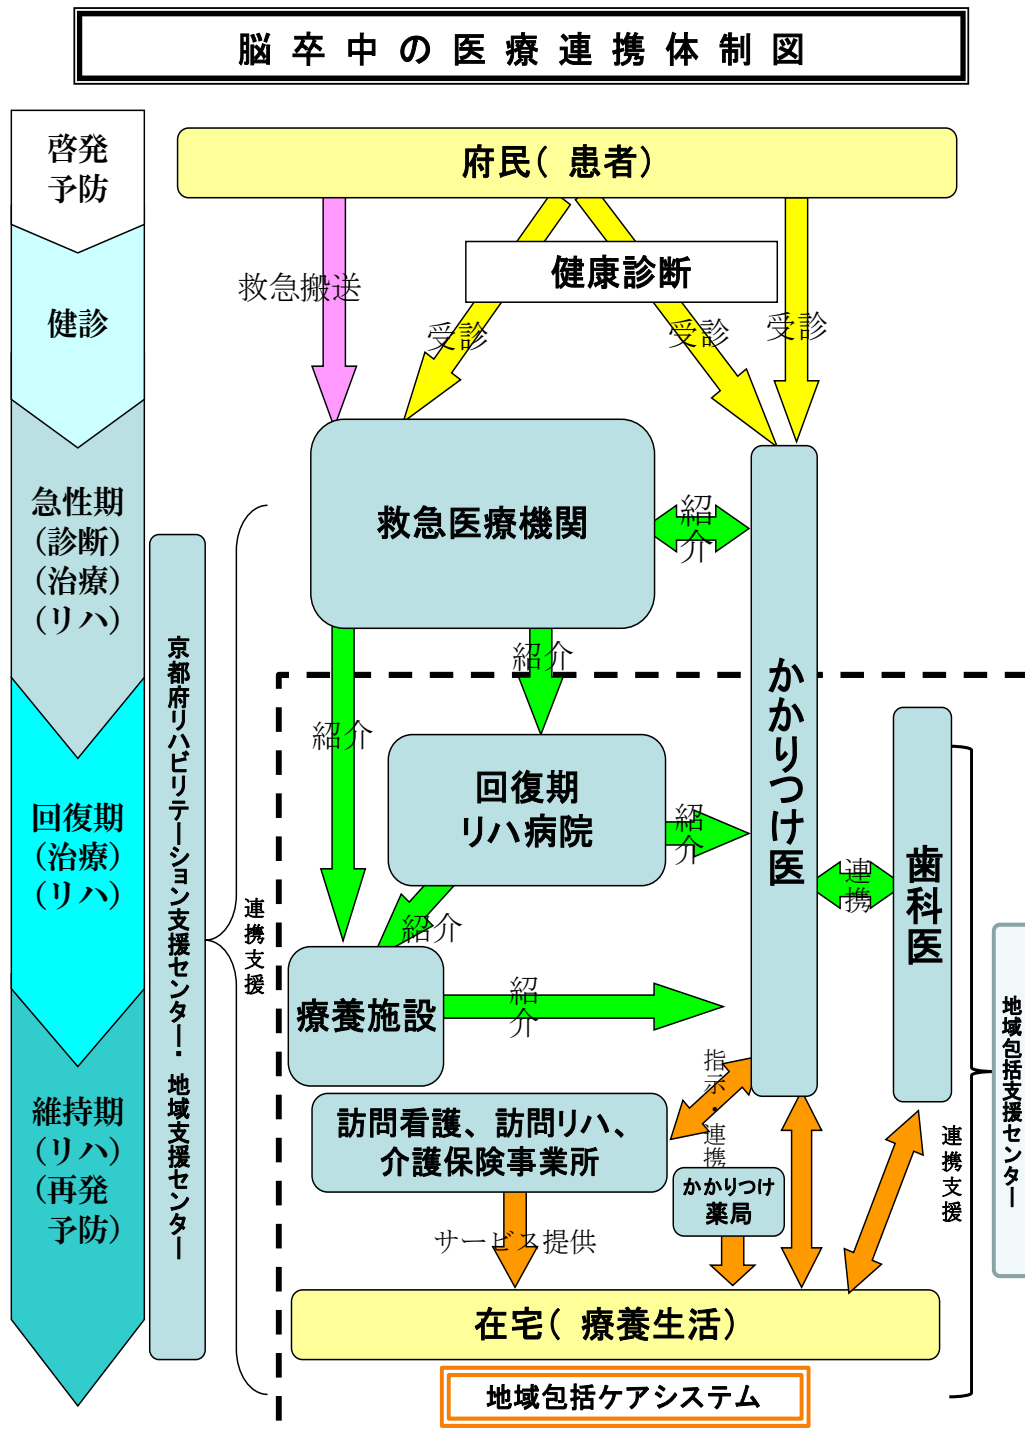 脳卒中の医療連携体制図
啓発
予防
府民(患者)
健康診断
救急搬送
受診
受診
受診
健診
急性期
(診断)
(治療)
(リハ)
救急医療機関
紹
介
紹介
紹介
かかりつけ医
京都府リハビリテーション支援センター・地域支援センター
連携支援
回復期
(治療)
(リハ)
回復期
リハ病院
紹
介
紹介
連
携
歯科医
療養施設
紹
介
地域包括支援センター
連携支援
維持期
(リハ)
(再発
予防)
指示・連携
訪問看護、訪問リハ、
介護保険事業所
かかりつけ
薬局
サービス提供
在宅(療養生活)
地域包括ケアシステム